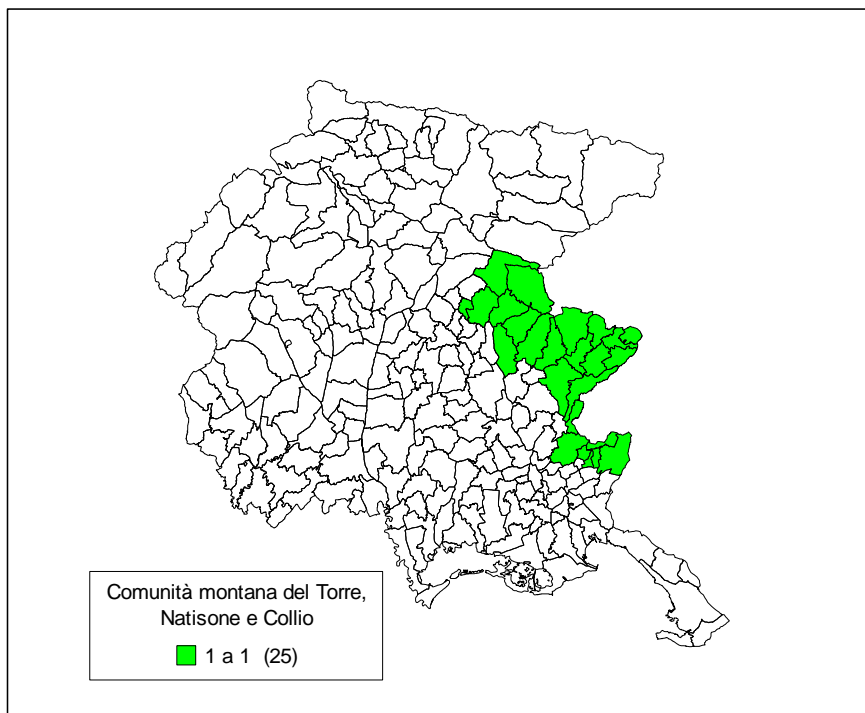 Comunità montana del Torre,
Natisone e Collio
1 a 1 (25)